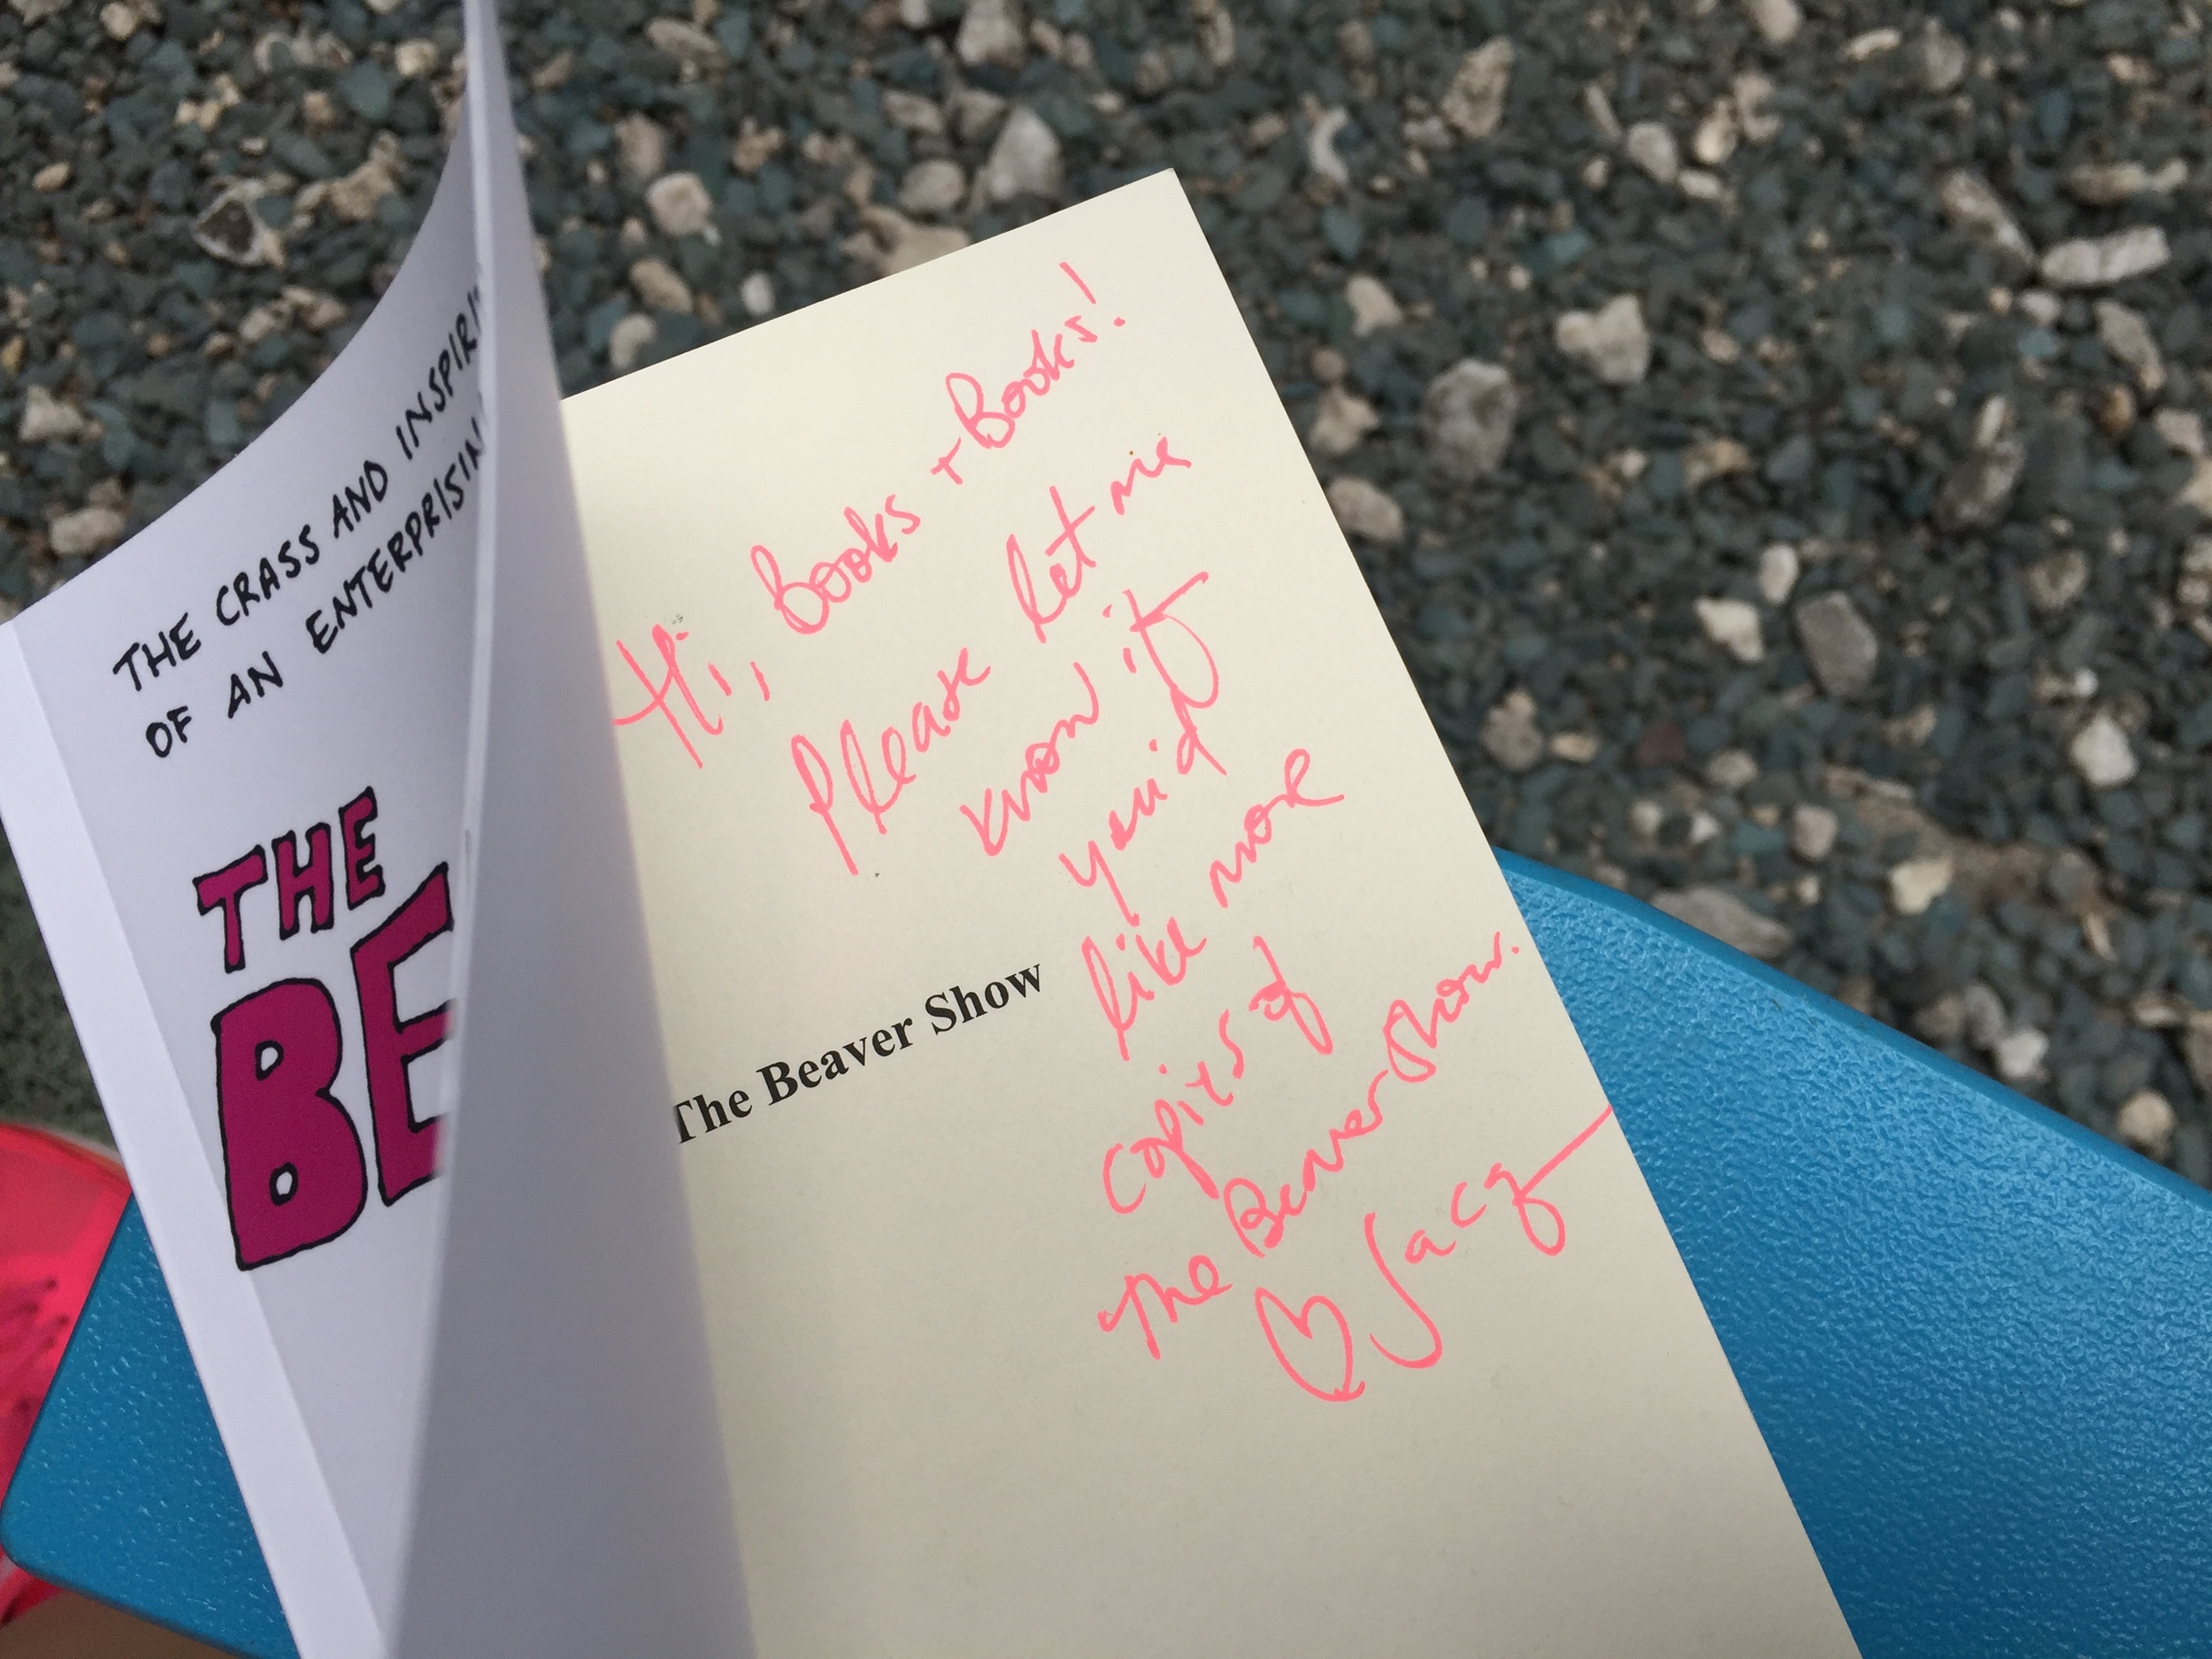 THE CRASS AND INSPIRI
OF AN ENTERPRISIN
THE
BE
Hi, Books + Books!
Please let me
know if
you'd
like more
copies of
The Beaver Show.
♡ Jacq
The Beaver Show